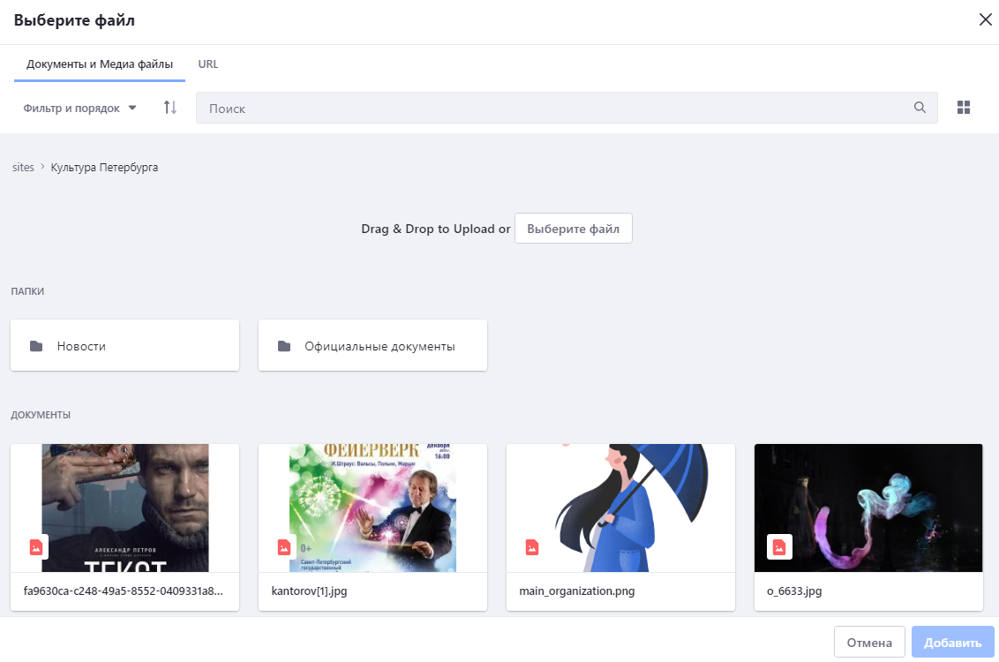 Выберите файл
Документы и Медиа файлы URL
Фильтр и порядок Поиск
sites › Культура Петербурга
Drag & Drop to Upload or Выберите файл
ПАПКИ
Новости Официальные документы
ДОКУМЕНТЫ
АЛЕКСАНДР ПЕТРОВ
ТЕКСТ
ФЕЙЕРВЕРК
декабря
16:00
И.Штраус: Вальсы, Польки, Марши
0+
Санкт-Петербургский
государственный
fa9630ca-c248-49a5-8552-0409331a8... kantorov[1].jpg main_organization.png o_6633.jpg
Отмена Добавить